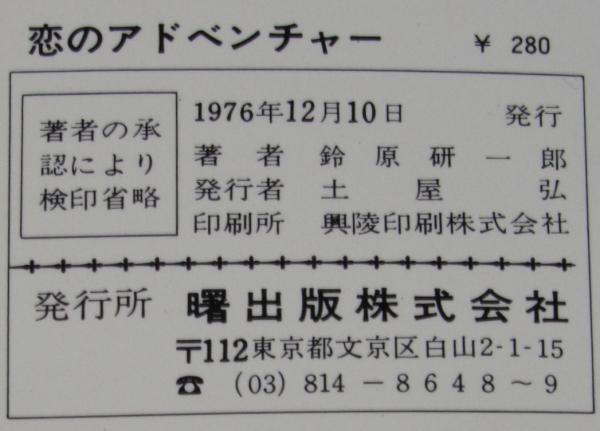 恋のアドベンチャー ¥ 280
著者の承
認により
検印省略
1976年12月10日 発行
著者 鈴原研一郎
発行者 土屋弘
印刷所 興陵印刷株式会社
発行所 曙出版株式会社
〒112東京都文京区白山2-1-15
☎ (03) 814-8648~9